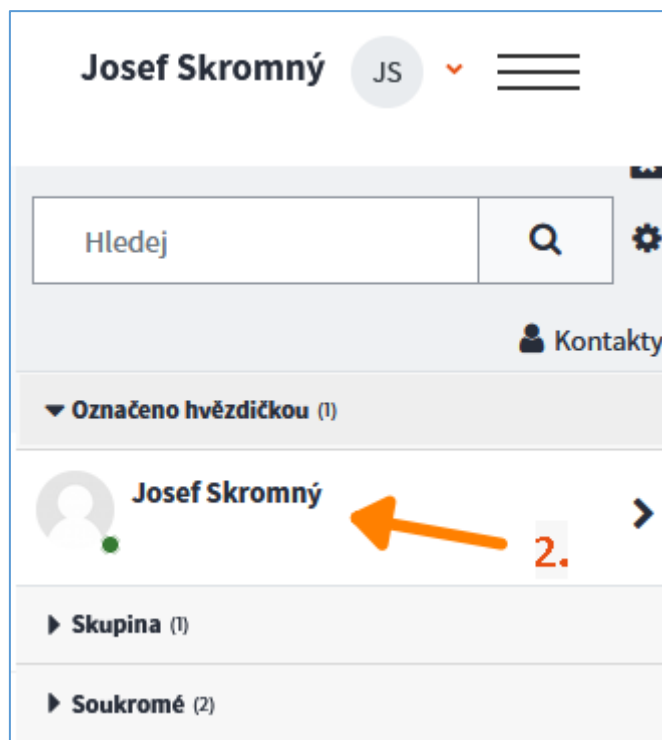 Josef Skromný JS
Hledej
Kontakty
Označeno hvězdičkou (1)
Josef Skromný
2.
Skupina (1)
Soukromé (2)